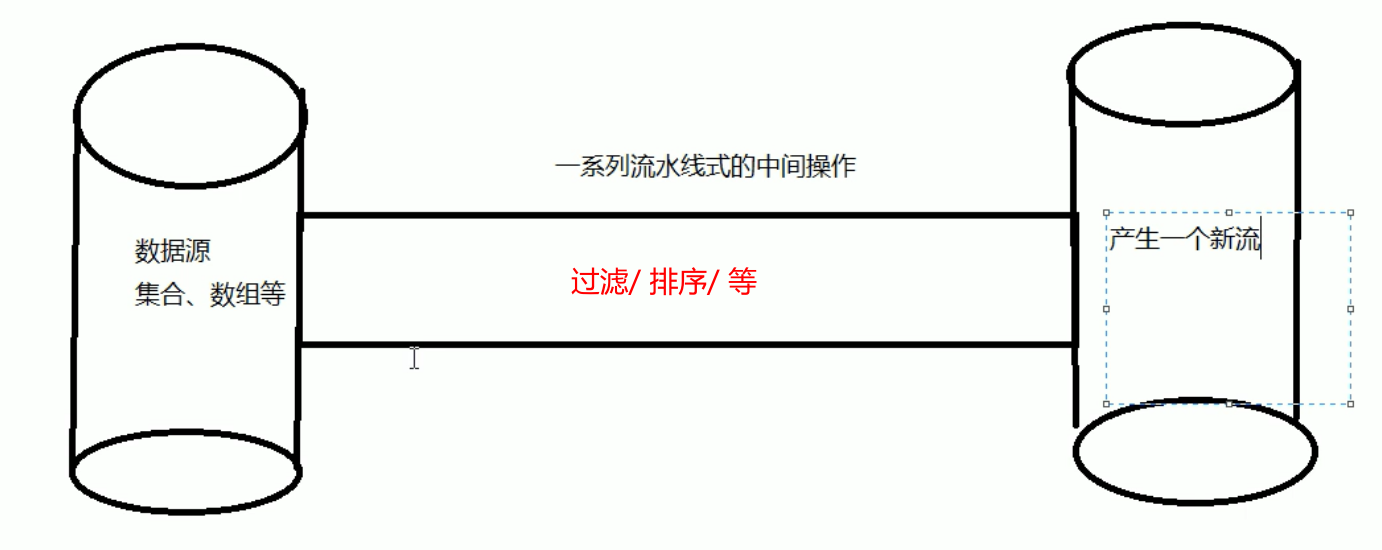 一系列流水线式的中间操作
数据源
集合、数组等
过滤/ 排序/ 等
产生一个新流